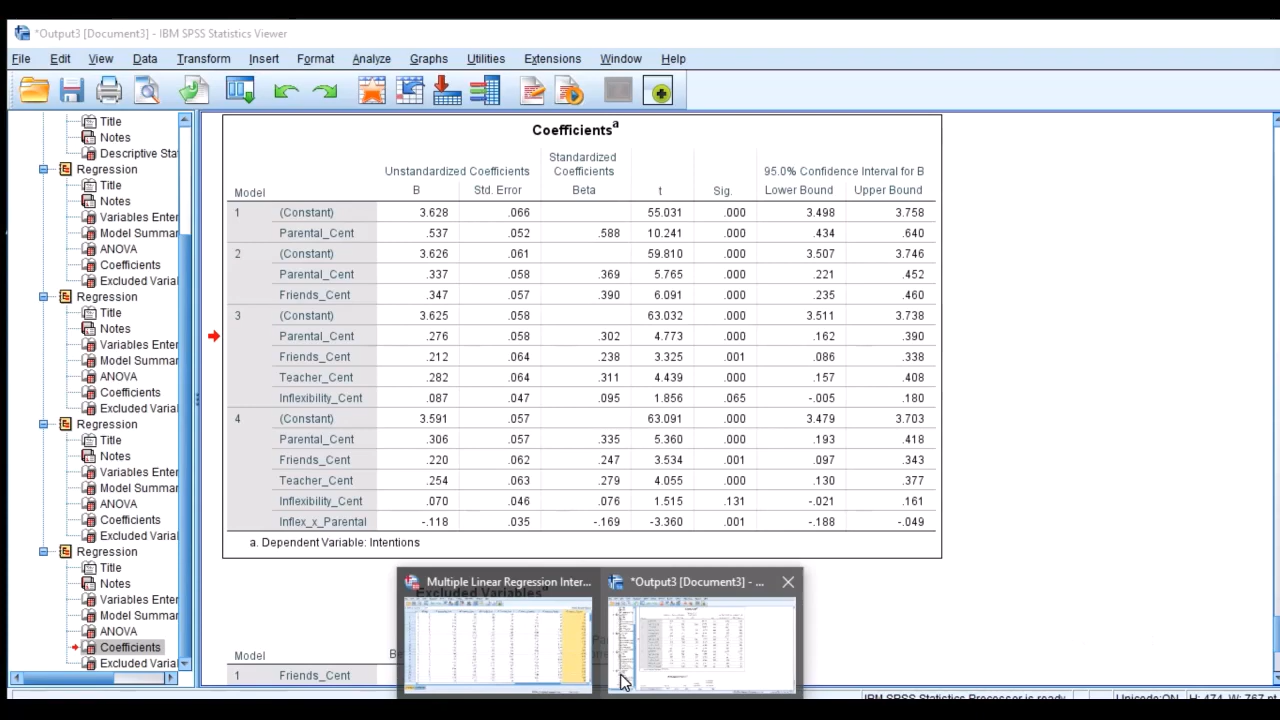 *Output3 [Document3] - IBM SPSS Statistics Viewer
File Edit View Data Transform Insert Format Analyze Graphs Utilities Extensions Window Help
Title
Notes
Descriptive Sta
Regression
Title
Notes
Variables Enter
Model Summar
ANOVA
Coefficients
Excluded Varial
Regression
Title
Notes
Variables Enter
Model Summar
ANOVA
Coefficients
Excluded Varial
Regression
Title
Notes
Variables Enter
Model Summar
ANOVA
Coefficients
Excluded Varial
Regression
Title
Notes
Variables Enter
Model Summar
ANOVA
Coefficients
Excluded Varial
Coefficientsa
Unstandardized Coefficients Standardized Coefficients 95.0% Confidence Interval for B
Model B Std. Error Beta t Sig. Lower Bound Upper Bound
1 (Constant) 3.628 .066 55.031 .000 3.498 3.758
Parental_Cent .537 .052 .588 10.241 .000 .434 .640
2 (Constant) 3.626 .061 59.810 .000 3.507 3.746
Parental_Cent .337 .058 .369 5.765 .000 .221 .452
Friends_Cent .347 .057 .390 6.091 .000 .235 .460
3 (Constant) 3.625 .058 63.032 .000 3.511 3.738
Parental_Cent .276 .058 .302 4.773 .000 .162 .390
Friends_Cent .212 .064 .238 3.325 .001 .086 .338
Teacher_Cent .282 .064 .311 4.439 .000 .157 .408
Inflexibility_Cent .087 .047 .095 1.856 .065 -.005 .180
4 (Constant) 3.591 .057 63.091 .000 3.479 3.703
Parental_Cent .306 .057 .335 5.360 .000 .193 .418
Friends_Cent .220 .062 .247 3.534 .001 .097 .343
Teacher_Cent .254 .063 .279 4.055 .000 .130 .377
Inflexibility_Cent .070 .046 .076 1.515 .131 -.021 .161
Inflex_x_Parental -.118 .035 -.169 -3.360 .001 -.188 -.049
a. Dependent Variable: Intentions
Multiple Linear Regression Inter... *Output3 [Document3] - ...
Model
1 Friends_Cent
IBM SPSS Statistics Processor is ready Unicode:ON H: 474, W: 767 pt